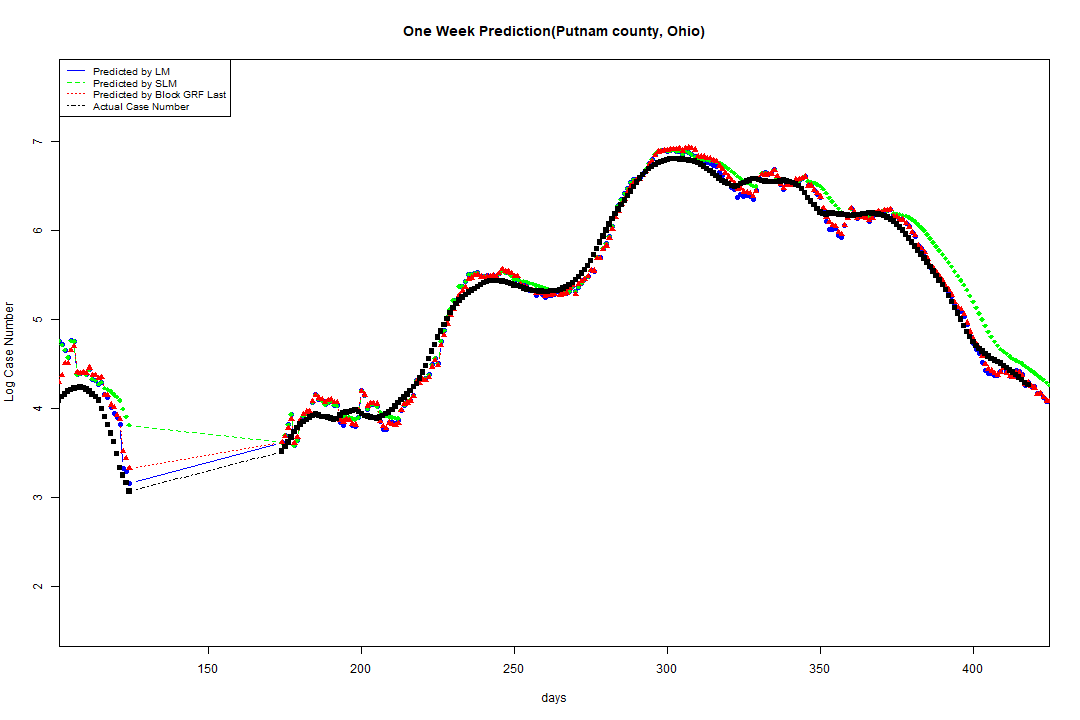 One Week Prediction(Putnam county, Ohio)
Predicted by LM
Predicted by SLM
Predicted by Block GRF Last
Actual Case Number
Log Case Number
7
6
5
4
3
2
150 200 250 300 350 400
days